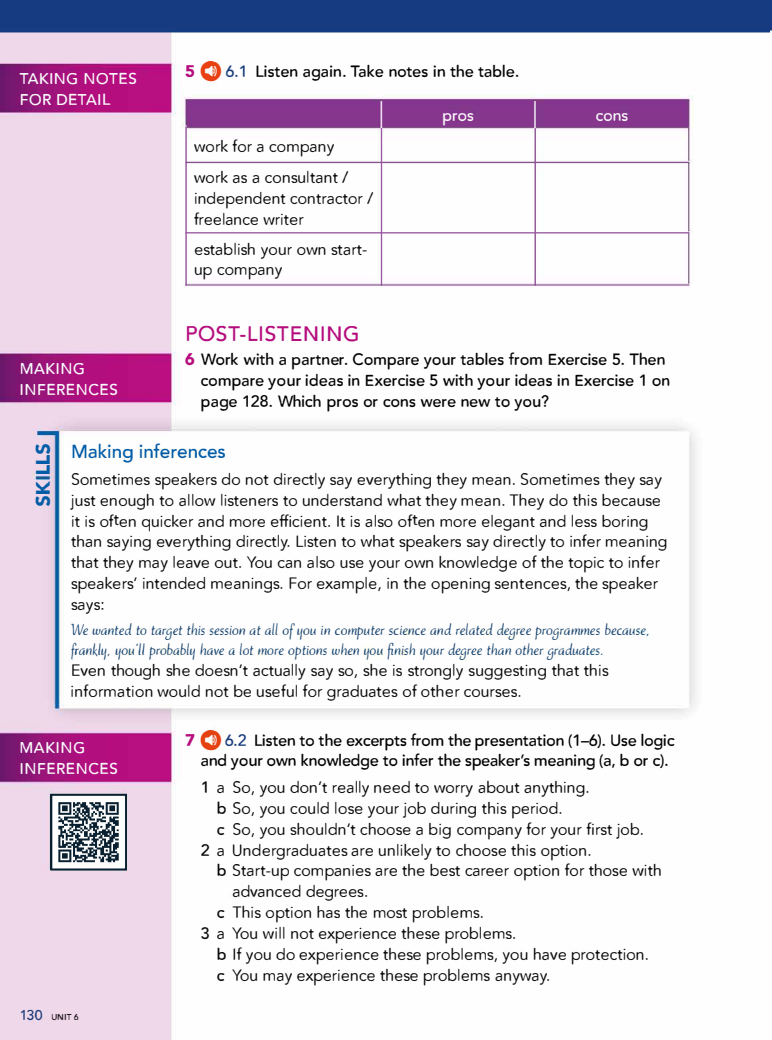 TAKING NOTES
FOR DETAIL
5 6.1 Listen again. Take notes in the table.
pros cons
work for a company
work as a consultant /
independent contractor /
freelance writer
establish your own start-
up company
POST-LISTENING
MAKING
INFERENCES
6 Work with a partner. Compare your tables from Exercise 5. Then
compare your ideas in Exercise 5 with your ideas in Exercise 1 on
page 128. Which pros or cons were new to you?
SKILLS
Making inferences
Sometimes speakers do not directly say everything they mean. Sometimes they say
just enough to allow listeners to understand what they mean. They do this because
it is often quicker and more efficient. It is also often more elegant and less boring
than saying everything directly. Listen to what speakers say directly to infer meaning
that they may leave out. You can also use your own knowledge of the topic to infer
speakers' intended meanings. For example, in the opening sentences, the speaker
says:
We wanted to target this session at all of you in computer science and related degree programmes because,
frankly, you'll probably have a lot more options when you finish your degree than other graduates.
Even though she doesn't actually say so, she is strongly suggesting that this
information would not be useful for graduates of other courses.
MAKING
INFERENCES
7 6.2 Listen to the excerpts from the presentation (1–6). Use logic
and your own knowledge to infer the speaker's meaning (a, b or c).
1 a So, you don't really need to worry about anything.
b So, you could lose your job during this period.
c So, you shouldn't choose a big company for your first job.
2 a Undergraduates are unlikely to choose this option.
b Start-up companies are the best career option for those with
advanced degrees.
c This option has the most problems.
3 a You will not experience these problems.
b If you do experience these problems, you have protection.
c You may experience these problems anyway.
130 UNIT 6